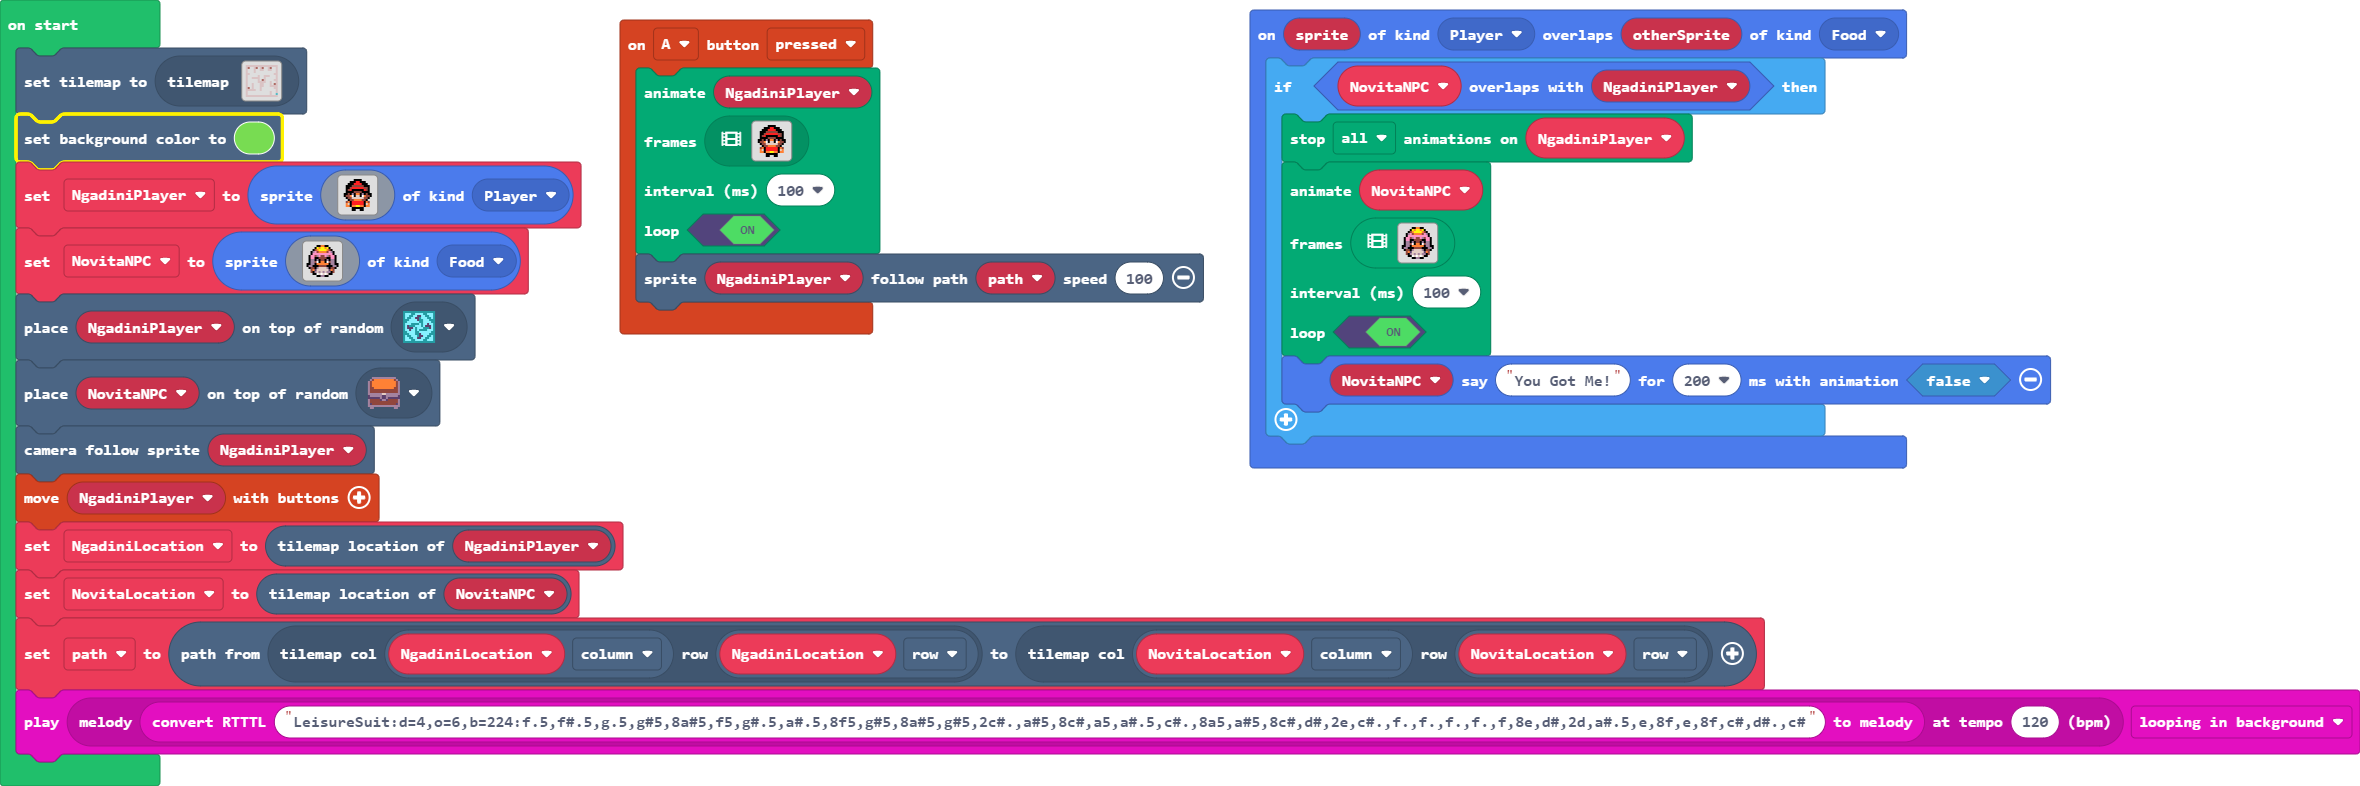 on start
set tilemap to tilemap
set background color to
set NgadiniPlayer to sprite of kind Player
set NovitaNPC to sprite of kind Food
place NgadiniPlayer on top of random
place NovitaNPC on top of random
camera follow sprite NgadiniPlayer
move NgadiniPlayer with buttons
set NgadiniLocation to tilemap location of NgadiniPlayer
set NovitaLocation to tilemap location of NovitaNPC
set path to path from tilemap col NgadiniLocation column row NgadiniLocation row to tilemap col NovitaLocation column row NovitaLocation row
play melody convert RTTTL "LeisureSuit:d=4,o=6,b=224:f.5,f#.5,g.5,g#5,8a#5,f5,g#.5,a#.5,8f5,g#5,8a#5,g#5,2c#.,a#5,8c#,a5,a#.5,c#.,8a5,a#5,8c#,d#,2e,c#.,f.,f.,f.,f.,f,8e,d#,2d,a#.5,e,8f,e,8f,c#,d#.,c#" to melody at tempo 120 (bpm) looping in background
on A button pressed
animate NgadiniPlayer
frames
interval (ms) 100
loop ON
sprite NgadiniPlayer follow path path speed 100
on sprite of kind Player overlaps otherSprite of kind Food
if NovitaNPC overlaps with NgadiniPlayer then
stop all animations on NgadiniPlayer
animate NovitaNPC
frames
interval (ms) 100
loop ON
NovitaNPC say "You Got Me!" for 200 ms with animation false